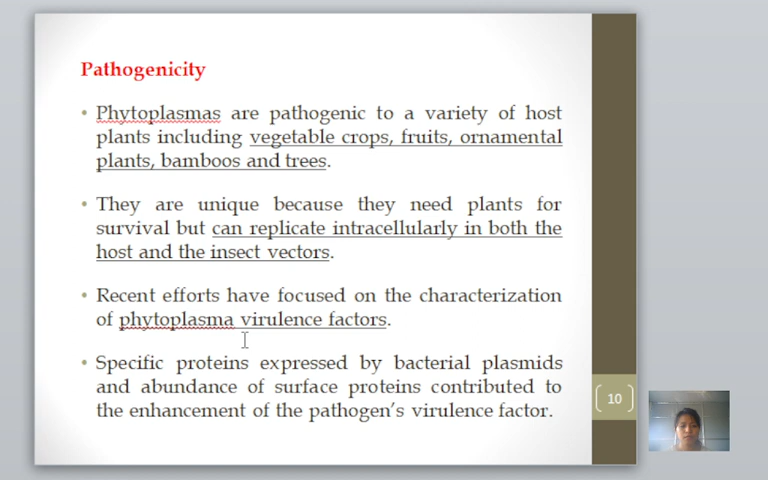 Pathogenicity
• Phytoplasmas are pathogenic to a variety of host
plants including vegetable crops, fruits, ornamental
plants, bamboos and trees.
• They are unique because they need plants for
survival but can replicate intracellularly in both the
host and the insect vectors.
• Recent efforts have focused on the characterization
of phytoplasma virulence factors.
• Specific proteins expressed by bacterial plasmids
and abundance of surface proteins contributed to
the enhancement of the pathogen's virulence factor.
10